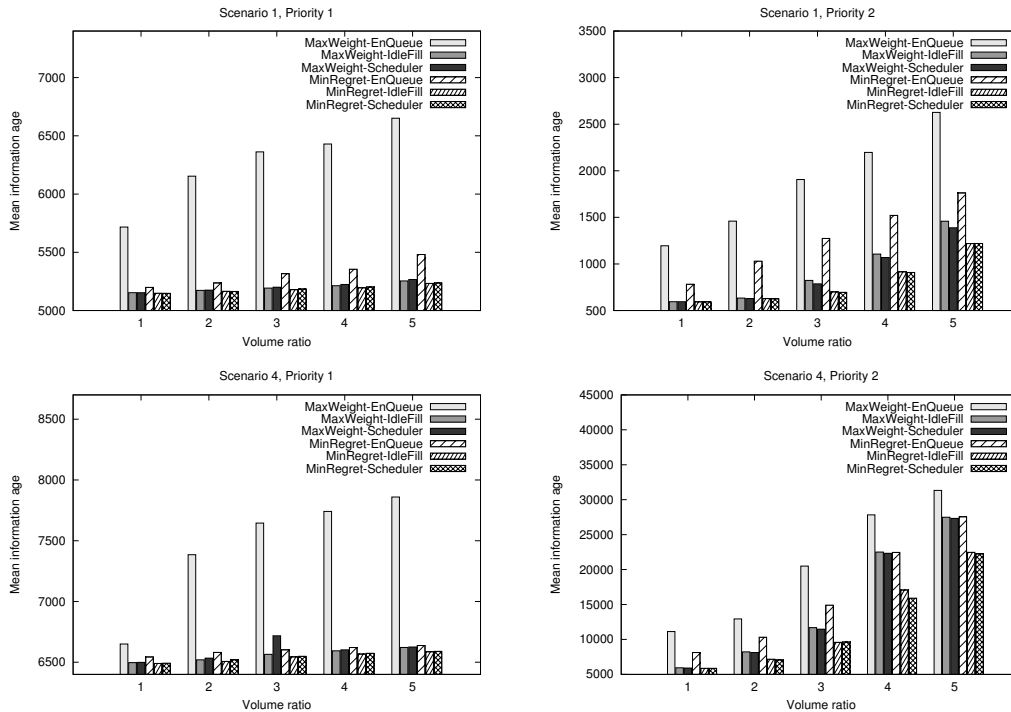 Scenario 1, Priority 1
Mean information age
7000
6500
6000
5500
5000
MaxWeight-EnQueue
MaxWeight-IdleFill
MaxWeight-Scheduler
MinRegret-EnQueue
MinRegret-IdleFill
MinRegret-Scheduler
1 2 3 4 5
Volume ratio
Scenario 1, Priority 2
Mean information age
3500
3000
2500
2000
1500
1000
500
MaxWeight-EnQueue
MaxWeight-IdleFill
MaxWeight-Scheduler
MinRegret-EnQueue
MinRegret-IdleFill
MinRegret-Scheduler
1 2 3 4 5
Volume ratio
Scenario 4, Priority 1
Mean information age
8500
8000
7500
7000
6500
MaxWeight-EnQueue
MaxWeight-IdleFill
MaxWeight-Scheduler
MinRegret-EnQueue
MinRegret-IdleFill
MinRegret-Scheduler
1 2 3 4 5
Volume ratio
Scenario 4, Priority 2
Mean information age
45000
40000
35000
30000
25000
20000
15000
10000
5000
MaxWeight-EnQueue
MaxWeight-IdleFill
MaxWeight-Scheduler
MinRegret-EnQueue
MinRegret-IdleFill
MinRegret-Scheduler
1 2 3 4 5
Volume ratio